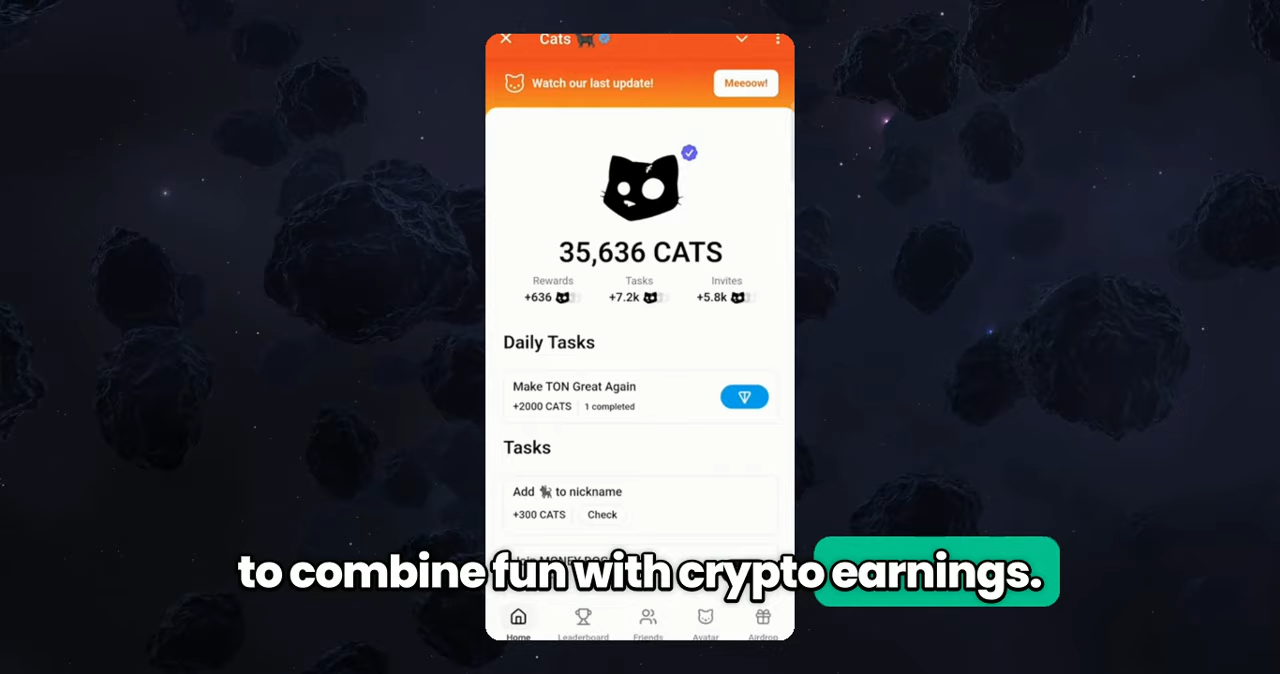 Cats 🐈‍⬛
Watch our last update!
Meeoow!
35,636 CATS
Rewards Tasks Invites
+636 +7.2k +5.8k
Daily Tasks
Make TON Great Again
+2000 CATS 1 completed
Tasks
Add 🐈‍⬛ to nickname
+300 CATS Check
to combine fun with crypto earnings.
Home Leaderboard Friends Avatar Airdrop